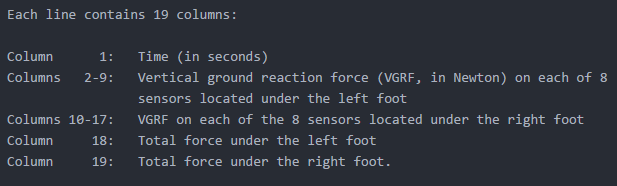 Each line contains 19 columns:
Column 1: Time (in seconds)
Columns 2-9: Vertical ground reaction force (VGRF, in Newton) on each of 8
sensors located under the left foot
Columns 10-17: VGRF on each of the 8 sensors located under the right foot
Column 18: Total force under the left foot
Column 19: Total force under the right foot.